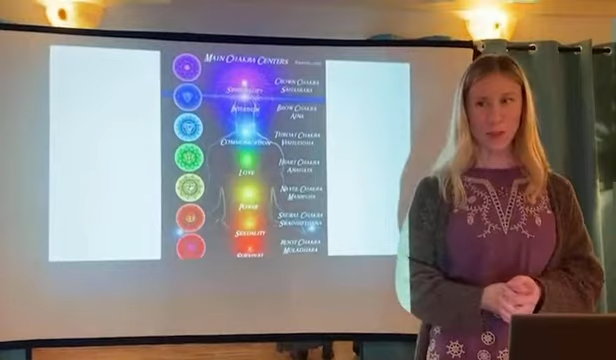 MAIN CHAKRA CENTERS
CROWN CHAKRA
SAHASRARA
SPIRITUALITY
INTUITION
BROW CHAKRA
AJNA
THROAT CHAKRA
VISHUDDHA
COMMUNICATION
HEART CHAKRA
ANAHATA
LOVE
NAVEL CHAKRA
MANIPURA
POWER
SACRAL CHAKRA
SEXUALITY
ROOT CHAKRA
MULADHARA
SURVIVAL